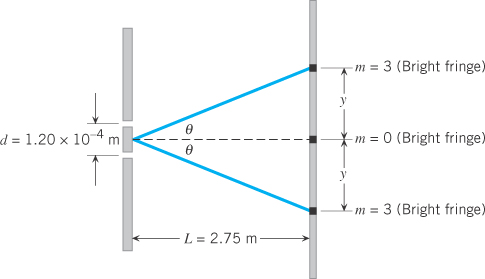 m = 3 (Bright fringe)
y
θ
d = 1.20 × 10⁻⁴ m
m = 0 (Bright fringe)
θ
y
m = 3 (Bright fringe)
L = 2.75 m